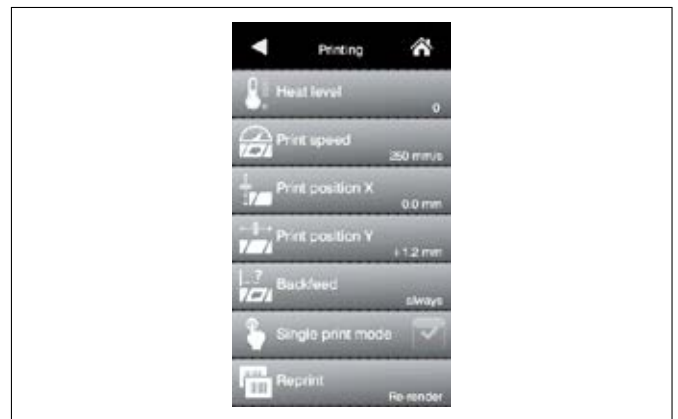 Printing
Heat level
0
Print speed
250 mm/s
Print position X
0.0 mm
Print position Y
+1.2 mm
Backfeed
always
Single print mode
Reprint
Re-render